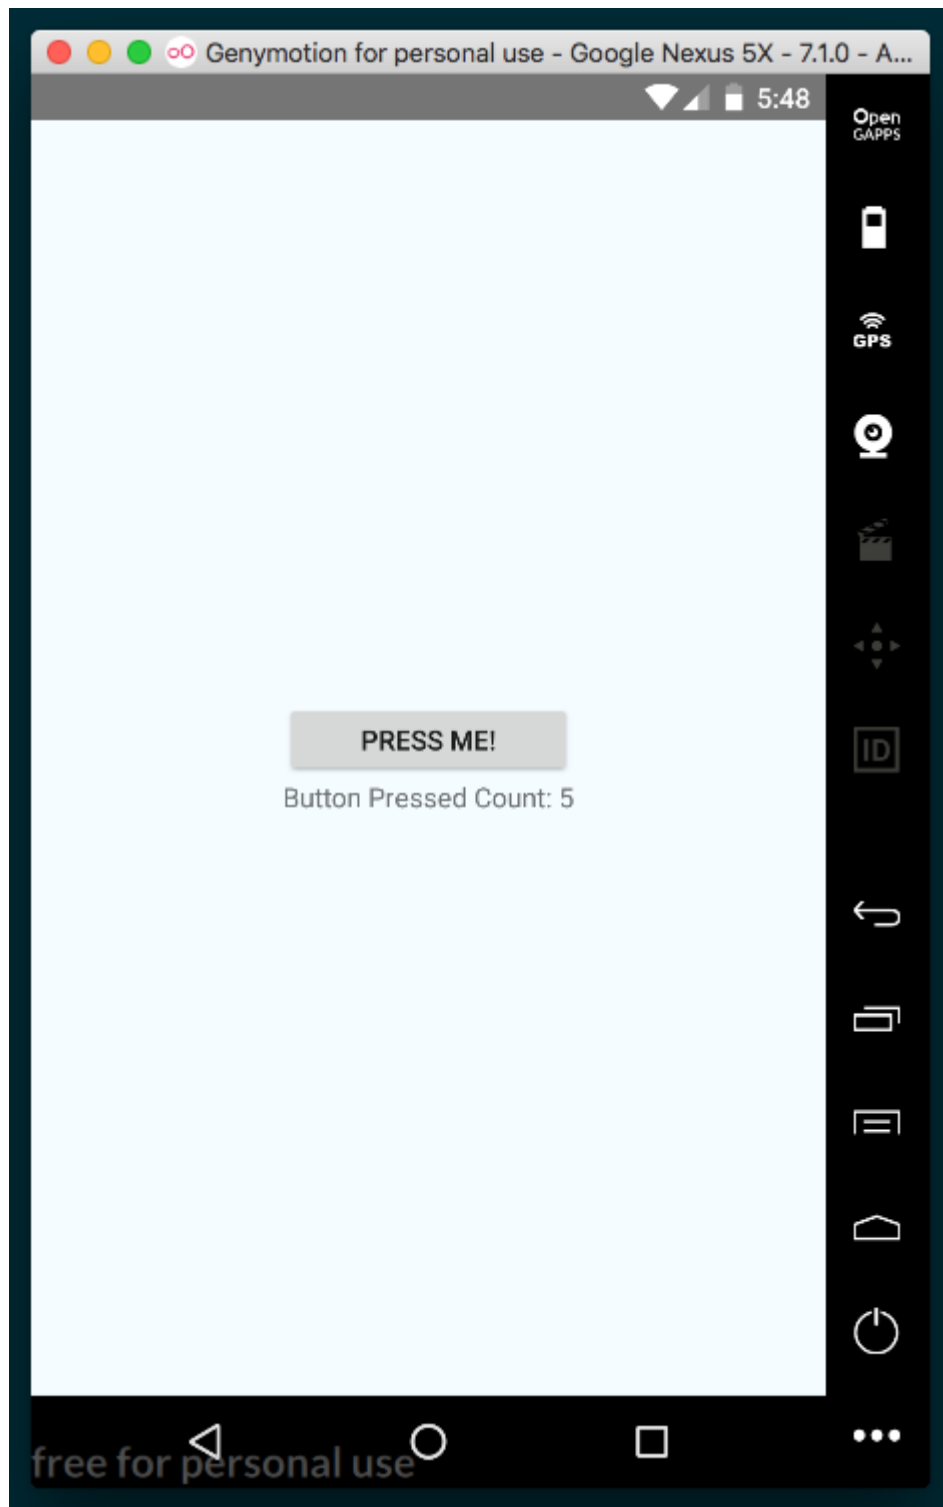 Genymotion for personal use - Google Nexus 5X - 7.1.0 - A...
5:48
Open
GAPPS
GPS
ID
PRESS ME!
Button Pressed Count: 5
free for personal use